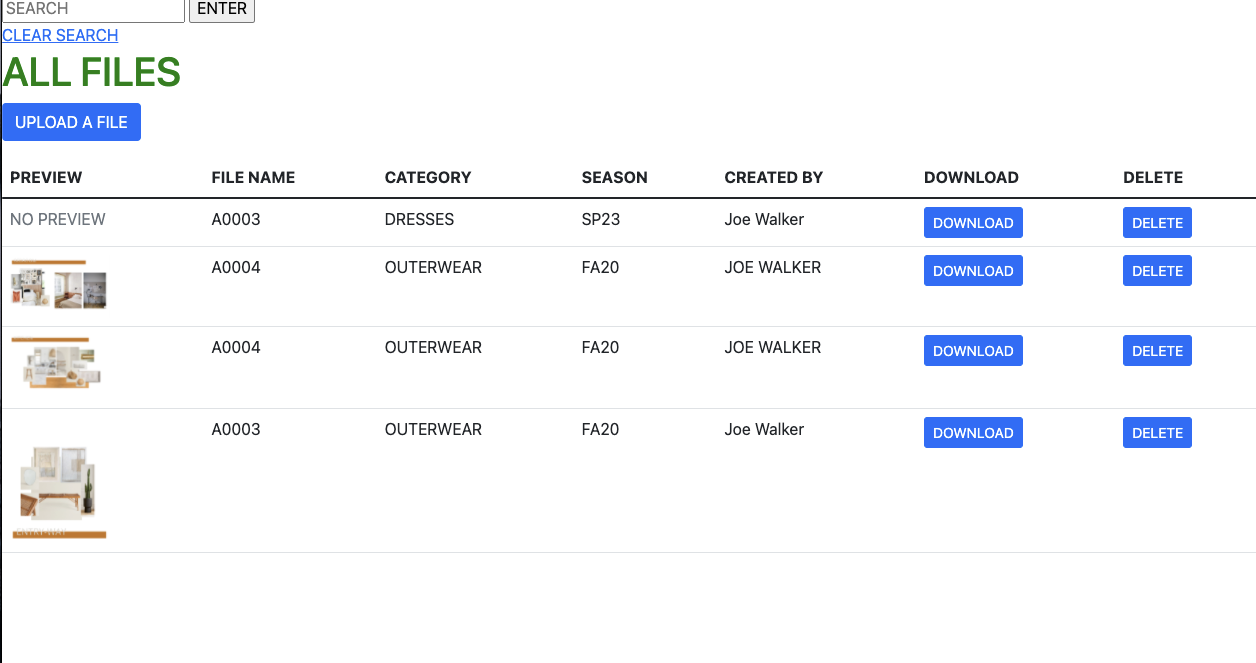 SEARCH ENTER
CLEAR SEARCH
ALL FILES
UPLOAD A FILE
PREVIEW FILE NAME CATEGORY SEASON CREATED BY DOWNLOAD DELETE
NO PREVIEW A0003 DRESSES SP23 Joe Walker DOWNLOAD DELETE
A0004 OUTERWEAR FA20 JOE WALKER DOWNLOAD DELETE
A0004 OUTERWEAR FA20 JOE WALKER DOWNLOAD DELETE
A0003 OUTERWEAR FA20 Joe Walker DOWNLOAD DELETE